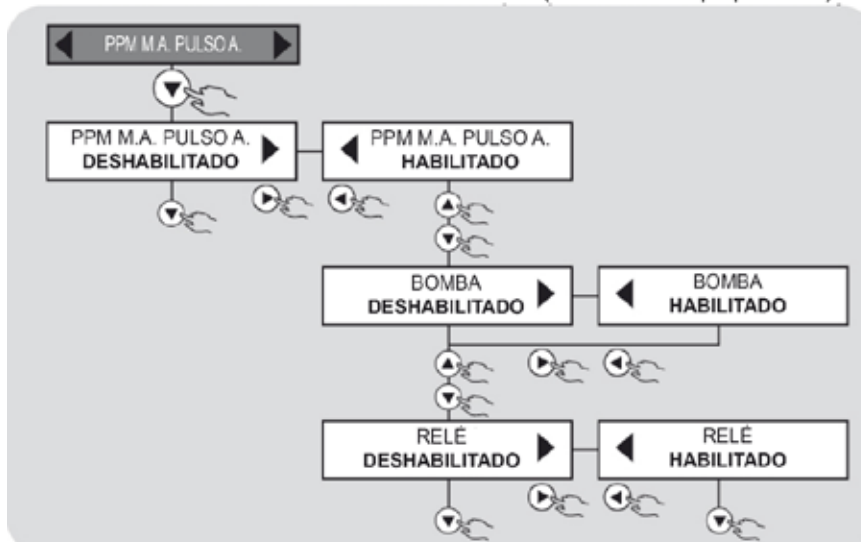 PPM M.A. PULSO A.
PPM M.A. PULSO A.
DESHABILITADO
PPM M.A. PULSO A.
HABILITADO
BOMBA
DESHABILITADO
BOMBA
HABILITADO
RELÉ
DESHABILITADO
RELÉ
HABILITADO